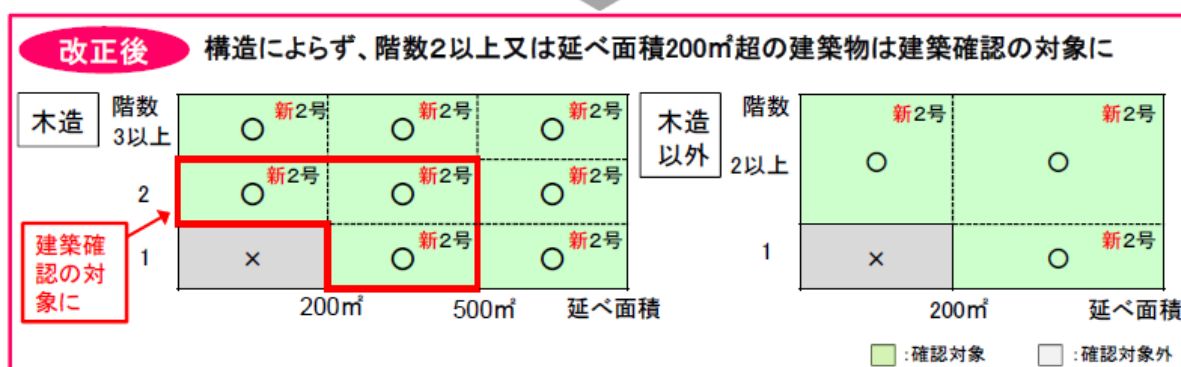 改正後 構造によらず、階数2以上又は延べ面積200㎡超の建築物は建築確認の対象に
木造
階数
3以上
2
1
〇 新2号 〇 新2号 〇 新2号
〇 新2号 〇 新2号 〇 新2号
× 〇 新2号 〇 新2号
200㎡ 500㎡ 延べ面積
建築確
認の対
象に
木造
以外
階数
2以上
1
〇 新2号 〇 新2号
× 〇 新2号
200㎡ 延べ面積
:確認対象 :確認対象外